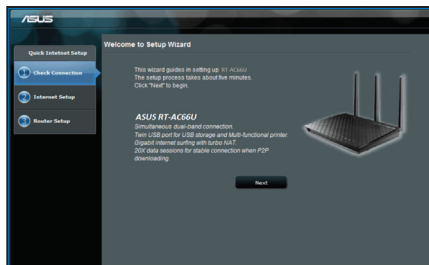 ASUS
Quick Internet Setup
1 Check Connection
2 Internet Setup
3 Router Setup
Welcome to Setup Wizard
This wizard guides in setting up RT-AC66U
The setup process takes about five minutes.
Click "Next" to begin.
ASUS RT-AC66U
Simultaneous dual-band connection.
Twin USB port for USB storage and Multi-functional printer.
Gigabit internet surfing with turbo NAT.
20X data sessions for stable connection when P2P
downloading.
Next